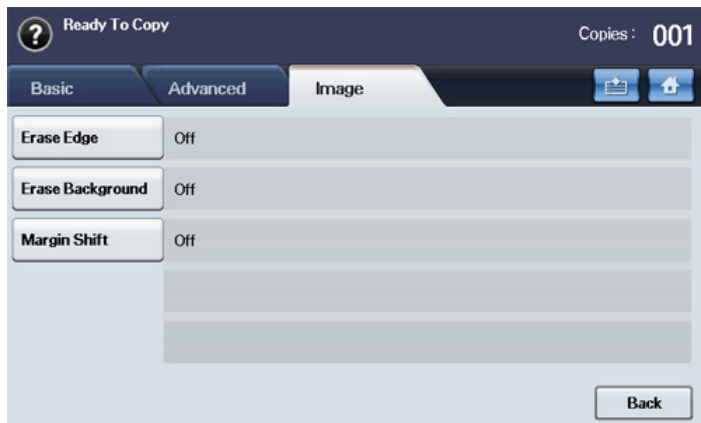 ? Ready To Copy Copies : 001
Basic Advanced Image
Erase Edge Off
Erase Background Off
Margin Shift Off
Back